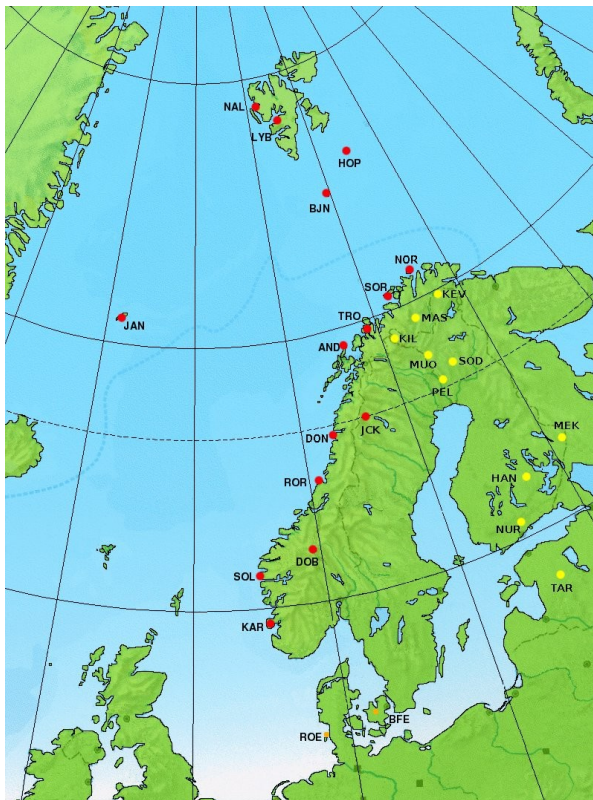 NAL
LYB
HOP
BJN
NOR
SOR
KEV
TRO
MAS
JAN
KIL
AND
MUO
SOD
PEL
JCK
MEK
DON
HAN
ROR
NUR
DOB
SOL
TAR
KAR
BFE
ROE